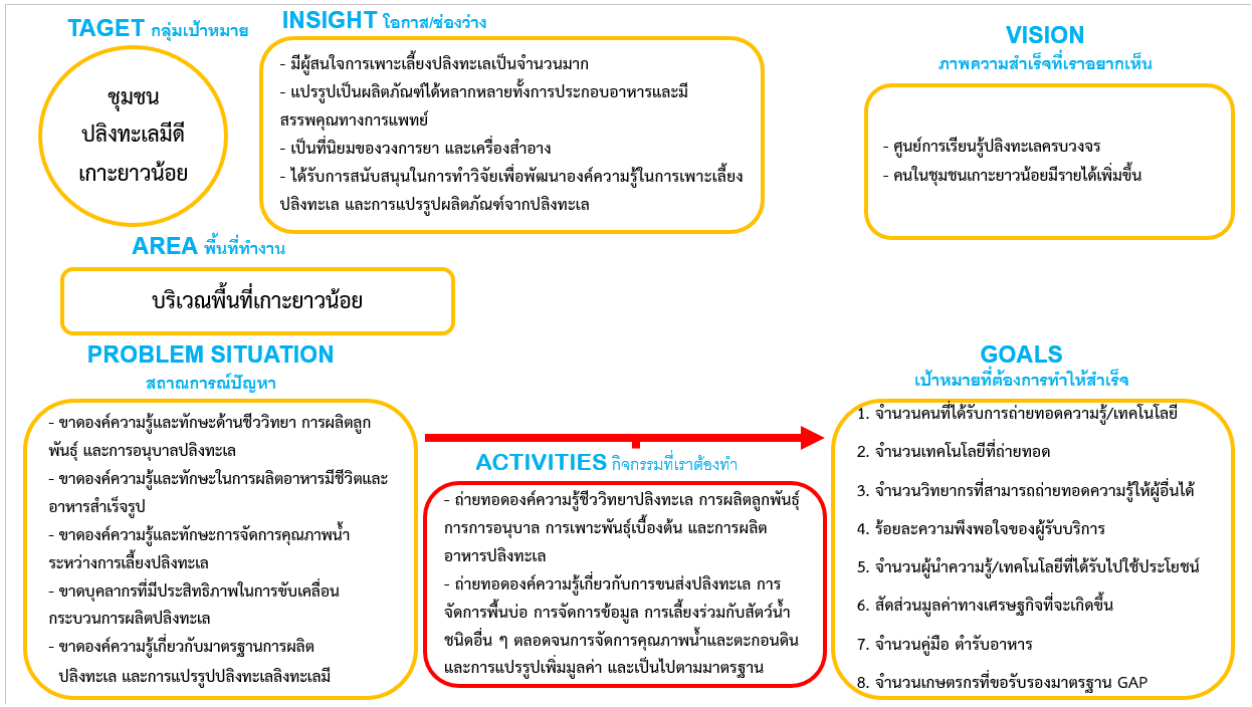 TAGET กลุ่มเป้าหมาย
ชุมชน
ปลิงทะเลมีดี
เกาะยาวน้อย
INSIGHT โอกาส/ช่องว่าง
- มีผู้สนใจการเพาะเลี้ยงปลิงทะเลเป็นจำนวนมาก
- แปรรูปเป็นผลิตภัณฑ์ได้หลากหลายทั้งการประกอบอาหารและมี
สรรพคุณทางการแพทย์
- เป็นที่นิยมของวงการยา และเครื่องสำอาง
- ได้รับการสนับสนุนในการทำวิจัยเพื่อพัฒนาองค์ความรู้ในการเพาะเลี้ยง
ปลิงทะเล และการแปรรูปผลิตภัณฑ์จากปลิงทะเล
VISION
ภาพความสำเร็จที่เราอยากเห็น
- ศูนย์การเรียนรู้ปลิงทะเลครบวงจร
- คนในชุมชนเกาะยาวน้อยมีรายได้เพิ่มขึ้น
AREA พื้นที่ทำงาน
บริเวณพื้นที่เกาะยาวน้อย
PROBLEM SITUATION
สถาณการณ์ปัญหา
- ขาดองค์ความรู้และทักษะด้านชีววิทยา การผลิตลูก
พันธุ์ และการอนุบาลปลิงทะเล
- ขาดองค์ความรู้และทักษะในการผลิตอาหารมีชีวิตและ
อาหารสำเร็จรูป
- ขาดองค์ความรู้และทักษะการจัดการคุณภาพน้ำ
ระหว่างการเลี้ยงปลิงทะเล
- ขาดบุคลากรที่มีประสิทธิภาพในการขับเคลื่อน
กระบวนการผลิตปลิงทะเล
- ขาดองค์ความรู้เกี่ยวกับมาตรฐานการผลิต
ปลิงทะเล และการแปรรูปปลิงทะเลลิงทะเลมี
ACTIVITIES กิจกรรมที่เราต้องทำ
- ถ่ายทอดองค์ความรู้ชีววิทยาปลิงทะเล การผลิตลูกพันธุ์
การการอนุบาล การเพาะพันธุ์เบื้องต้น และการผลิต
อาหารปลิงทะเล
- ถ่ายทอดองค์ความรู้เกี่ยวกับการขนส่งปลิงทะเล การ
จัดการพื้นบ่อ การจัดการข้อมูล การเลี้ยงร่วมกับสัตว์น้ำ
ชนิดอื่น ๆ ตลอดจนการจัดการคุณภาพน้ำและตะกอนดิน
และการแปรรูปเพิ่มมูลค่า และเป็นไปตามมาตรฐาน
GOALS
เป้าหมายที่ต้องการทำให้สำเร็จ
1. จำนวนคนที่ได้รับการถ่ายทอดความรู้/เทคโนโลยี
2. จำนวนเทคโนโลยีที่ถ่ายทอด
3. จำนวนวิทยากรที่สามารถถ่ายทอดความรู้ให้ผู้อื่นได้
4. ร้อยละความพึงพอใจของผู้รับบริการ
5. จำนวนผู้นำความรู้/เทคโนโลยีที่ได้รับไปใช้ประโยชน์
6. สัดส่วนมูลค่าทางเศรษฐกิจที่จะเกิดขึ้น
7. จำนวนคู่มือ ตำรับอาหาร
8. จำนวนเกษตรกรที่ขอรับรองมาตรฐาน GAP